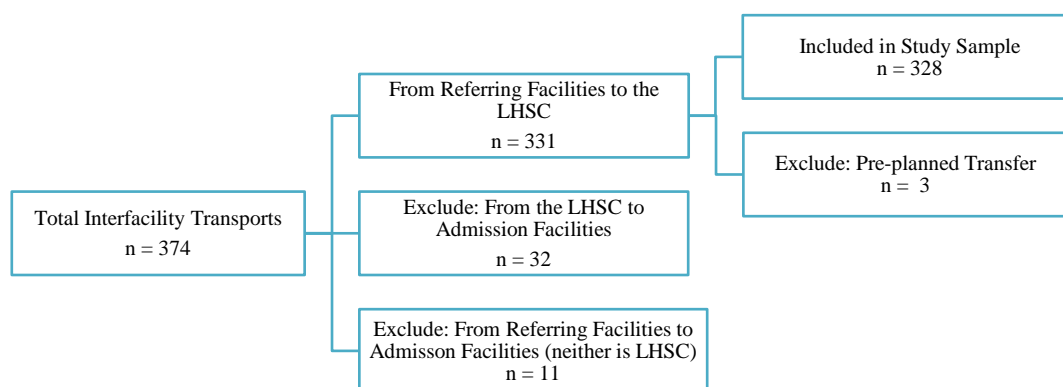 Total Interfacility Transports
n = 374
From Referring Facilities to the
LHSC
n = 331
Included in Study Sample
n = 328
Exclude: Pre-planned Transfer
n = 3
Exclude: From the LHSC to
Admission Facilities
n = 32
Exclude: From Referring Facilities to
Admisson Facilities (neither is LHSC)
n = 11